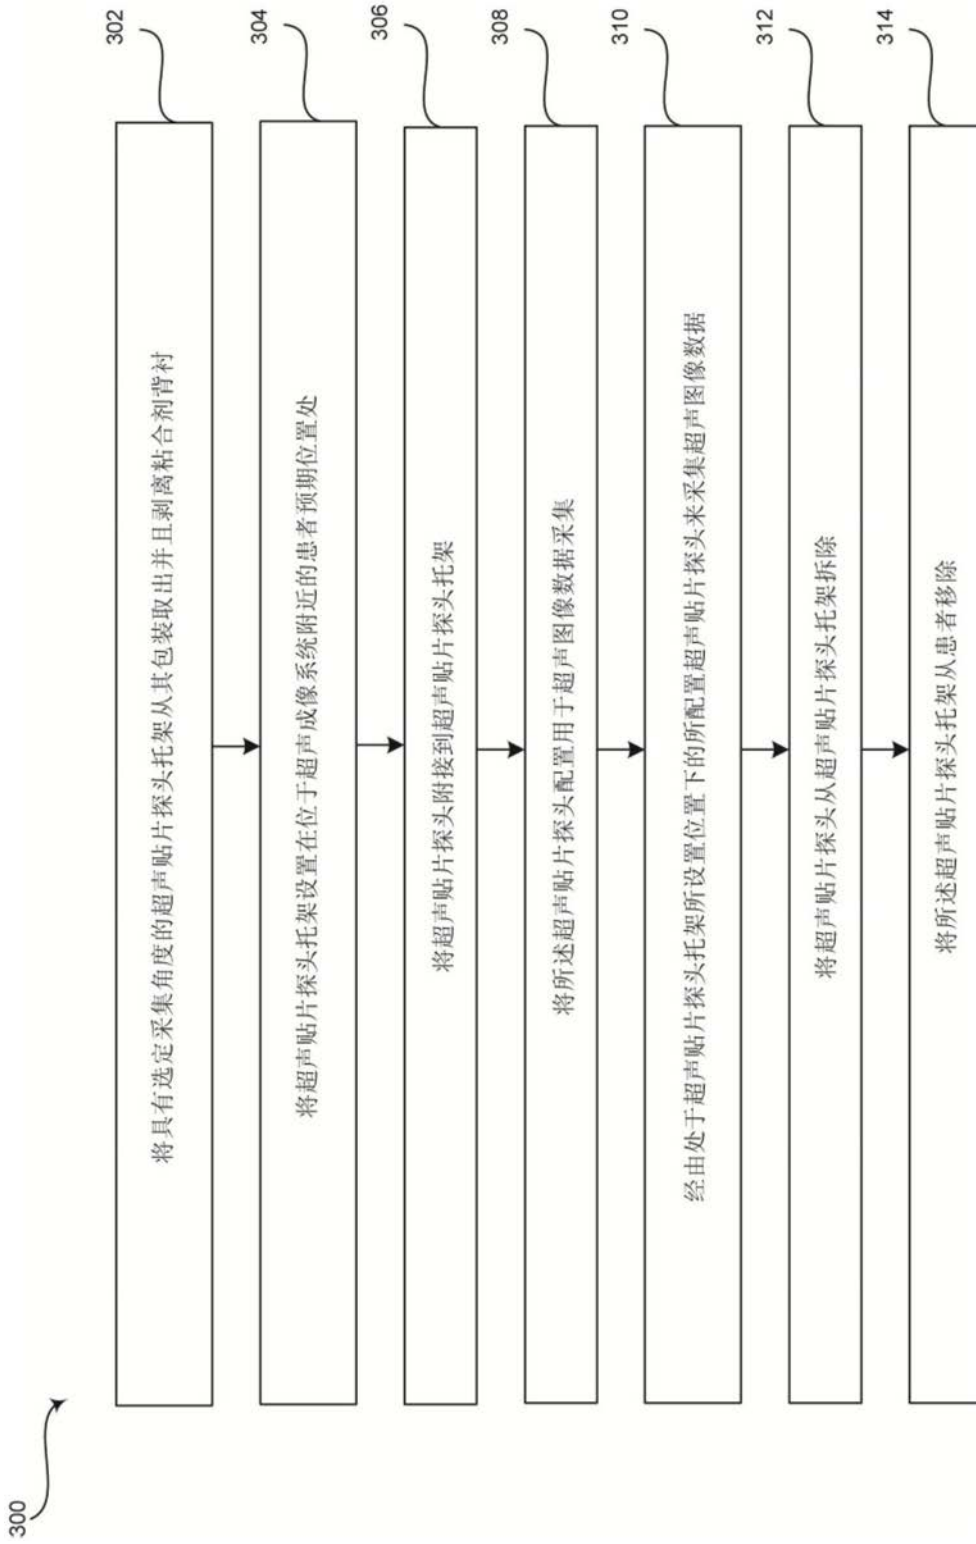 300
302
将具有选定采集角度的超声贴片探头托架从其包装取出并且剥离粘合剂背衬
304
将超声贴片探头托架设置在位于超声成像系统附近的患者预期位置处
306
将超声贴片探头附接到超声贴片探头托架
308
将所述超声贴片探头配置用于超声图像数据采集
310
经由处于超声贴片探头托架所设置位置下的所配置超声贴片探头来采集超声图像数据
312
将超声贴片探头从超声贴片探头托架拆除
314
将所述超声贴片探头托架从患者移除